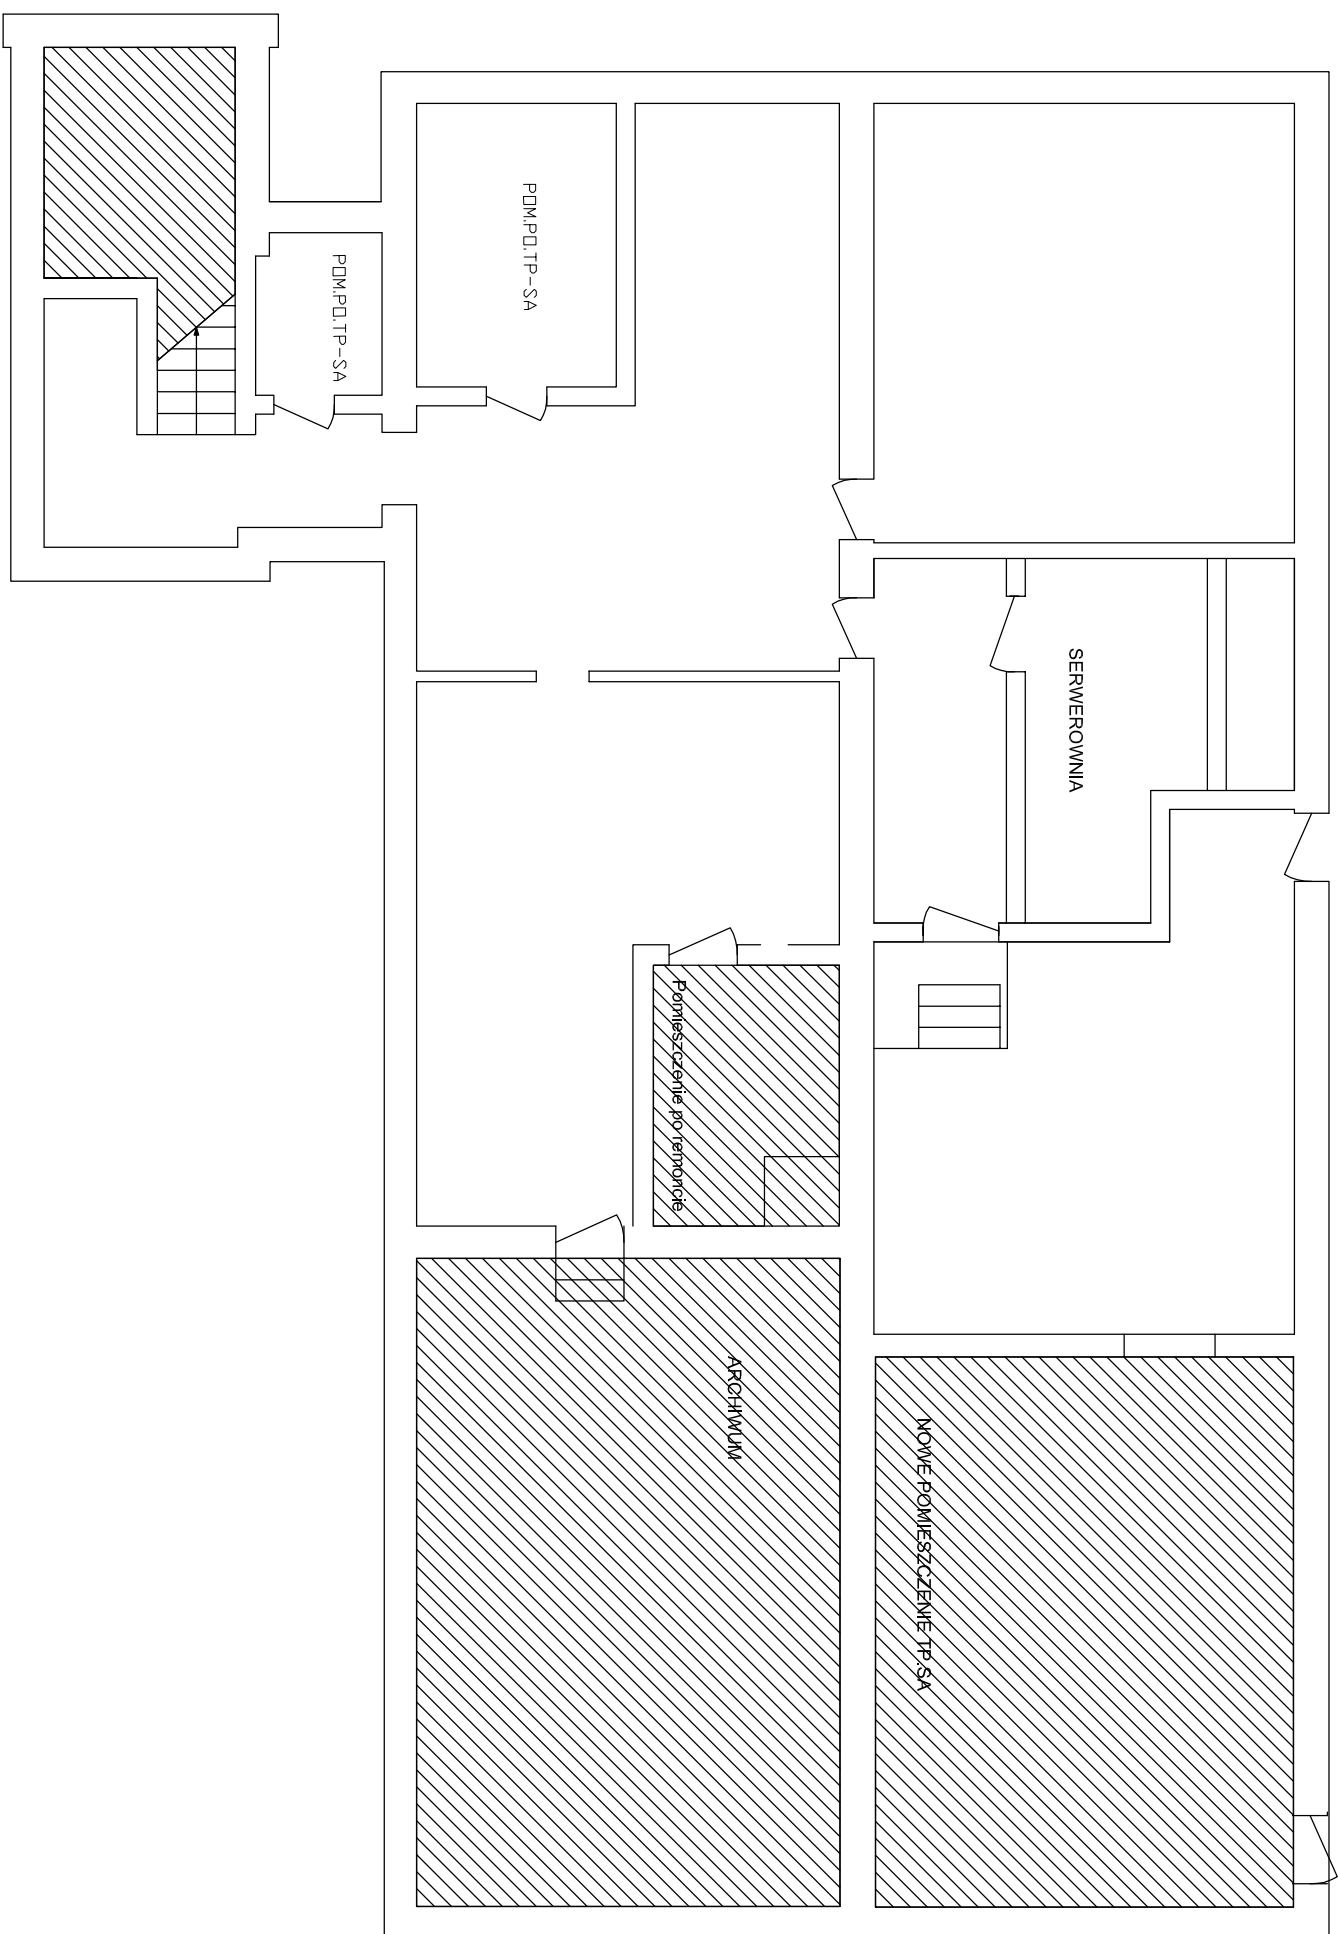 POM.PO.TP-SA
POM.PO.TP-SA
SERWEROWNIA
Pomieszczenie po remoncie
ARCHIWUM
NOWE POMIESZCZENIE TP.SA